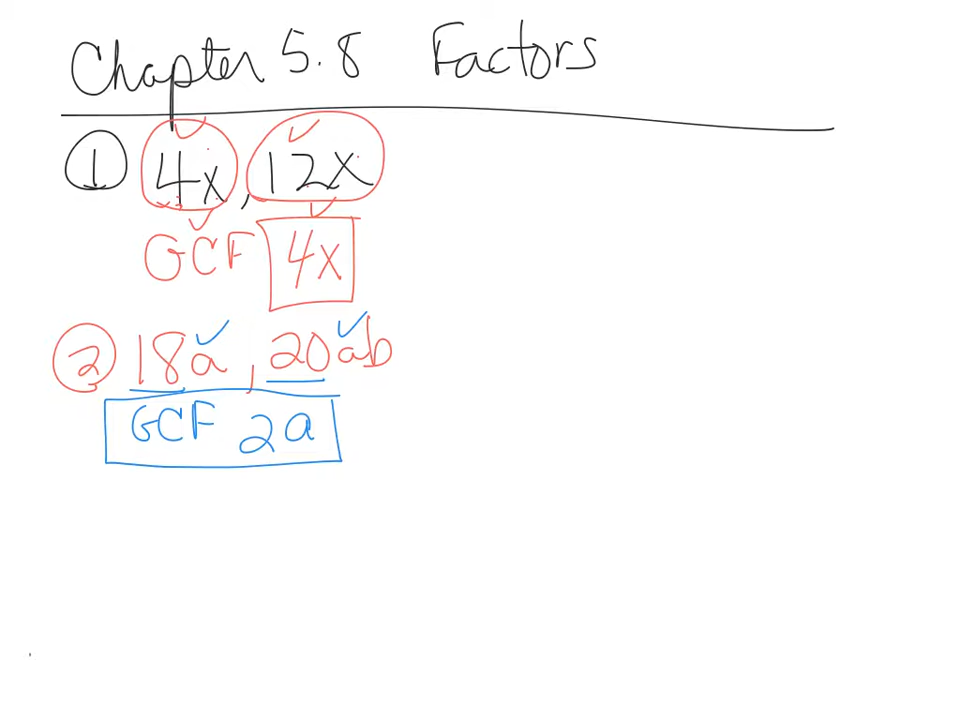 Chapter 5.8 Factors
1 4x, 12x
GCF 4x
2 18a, 20ab
GCF 2a